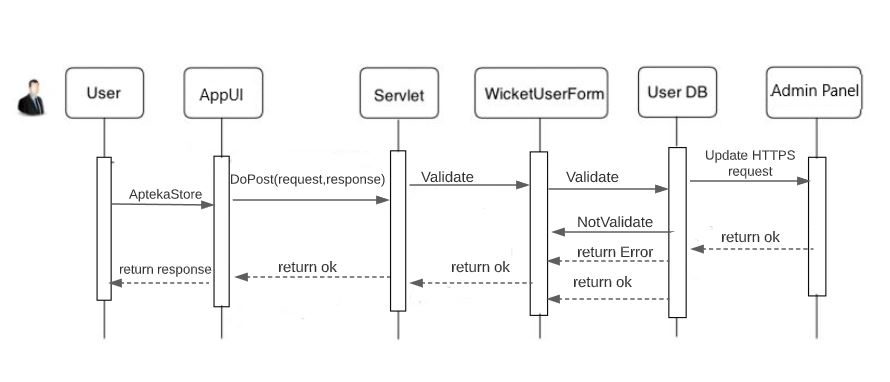 User
AppUI
Servlet
WicketUserForm
User DB
Admin Panel
Update HTTPS
request
DoPost(request,response)
Validate
Validate
AptekaStore
NotValidate
return ok
return Error
return response
return ok
return ok
return ok